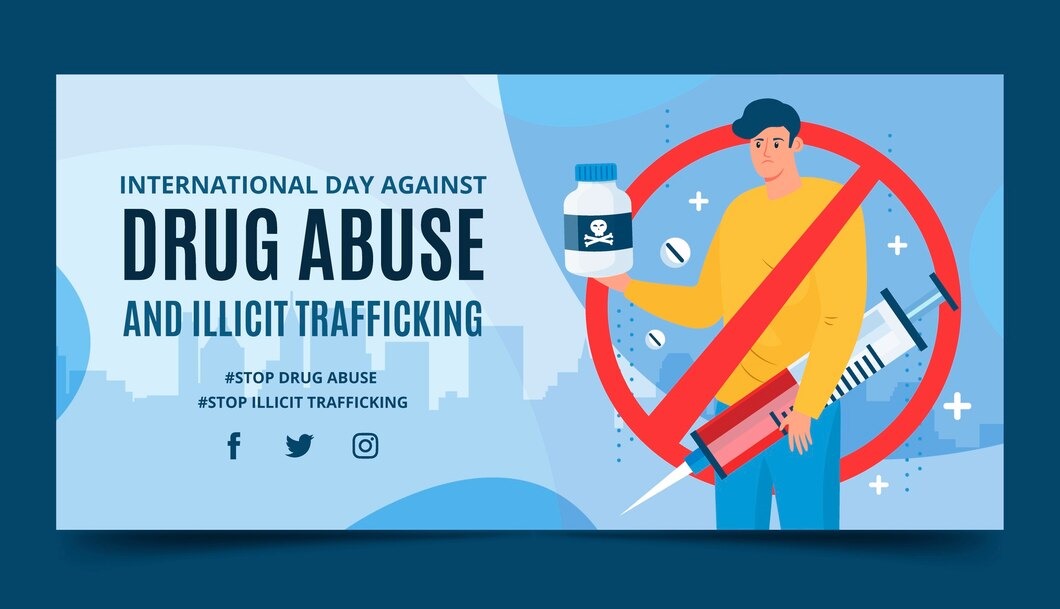 INTERNATIONAL DAY AGAINST
DRUG ABUSE
AND ILLICIT TRAFFICKING
#STOP DRUG ABUSE
#STOP ILLICIT TRAFFICKING